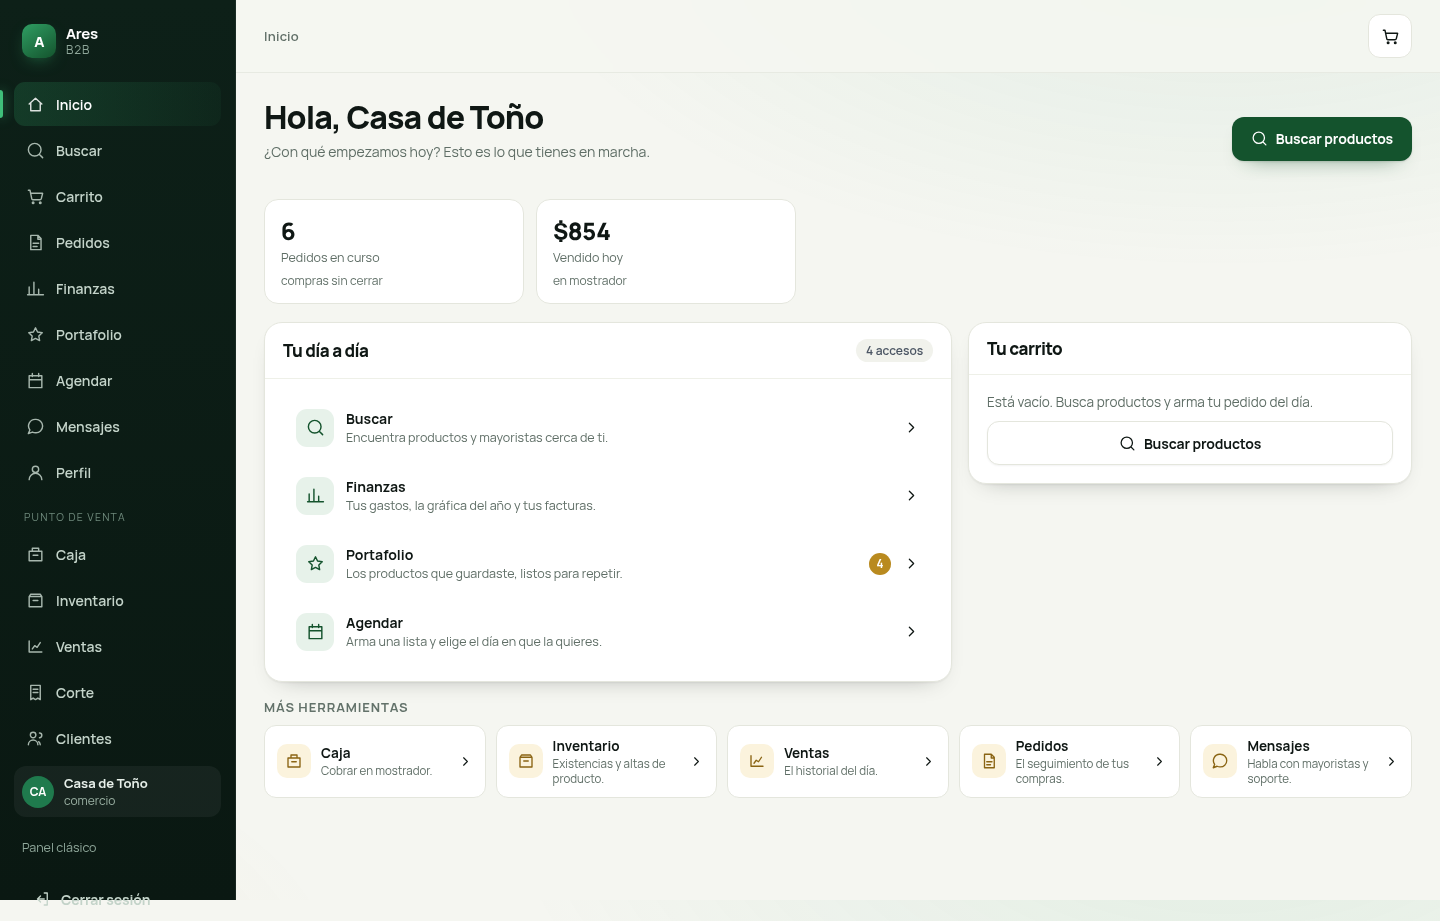 A
Ares
B2B
Inicio
Buscar
Carrito
Pedidos
Finanzas
Portafolio
Agendar
Mensajes
Perfil
PUNTO DE VENTA
Caja
Inventario
Ventas
Corte
Clientes
CA
Casa de Toño
comercio
Panel clásico
Cerrar sesión
Inicio
Hola, Casa de Toño
¿Con qué empezamos hoy? Esto es lo que tienes en marcha.
Buscar productos
6
Pedidos en curso
compras sin cerrar
$854
Vendido hoy
en mostrador
Tu día a día
4 accesos
Buscar
Encuentra productos y mayoristas cerca de ti.
Finanzas
Tus gastos, la gráfica del año y tus facturas.
Portafolio
Los productos que guardaste, listos para repetir.
4
Agendar
Arma una lista y elige el día en que la quieres.
Tu carrito
Está vacío. Busca productos y arma tu pedido del día.
Buscar productos
MÁS HERRAMIENTAS
Caja
Cobrar en mostrador.
Inventario
Existencias y altas de
producto.
Ventas
El historial del día.
Pedidos
El seguimiento de tus
compras.
Mensajes
Habla con mayoristas y
soporte.